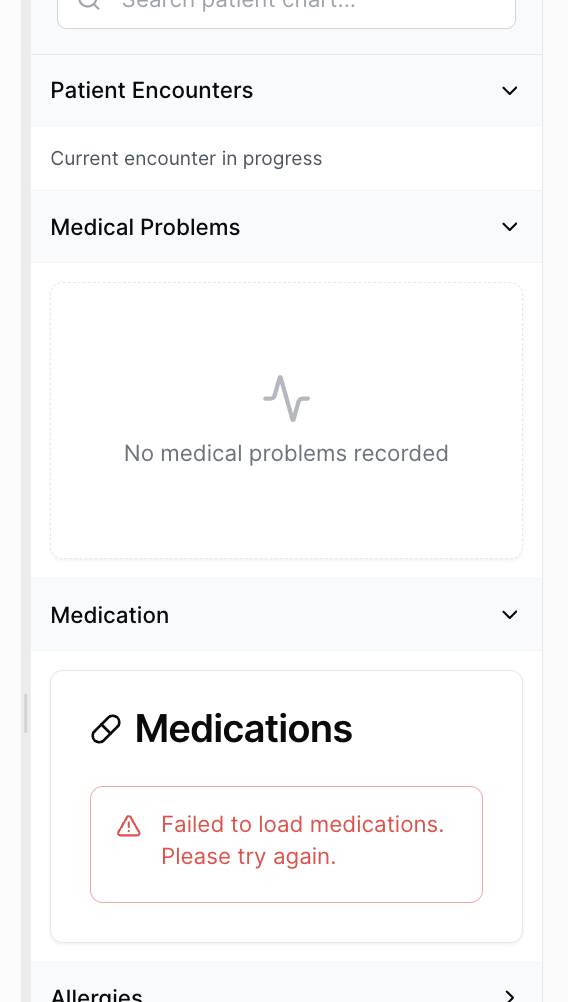 Search patient chart...
Patient Encounters
Current encounter in progress
Medical Problems
No medical problems recorded
Medication
Medications
Failed to load medications.
Please try again.
Allergies